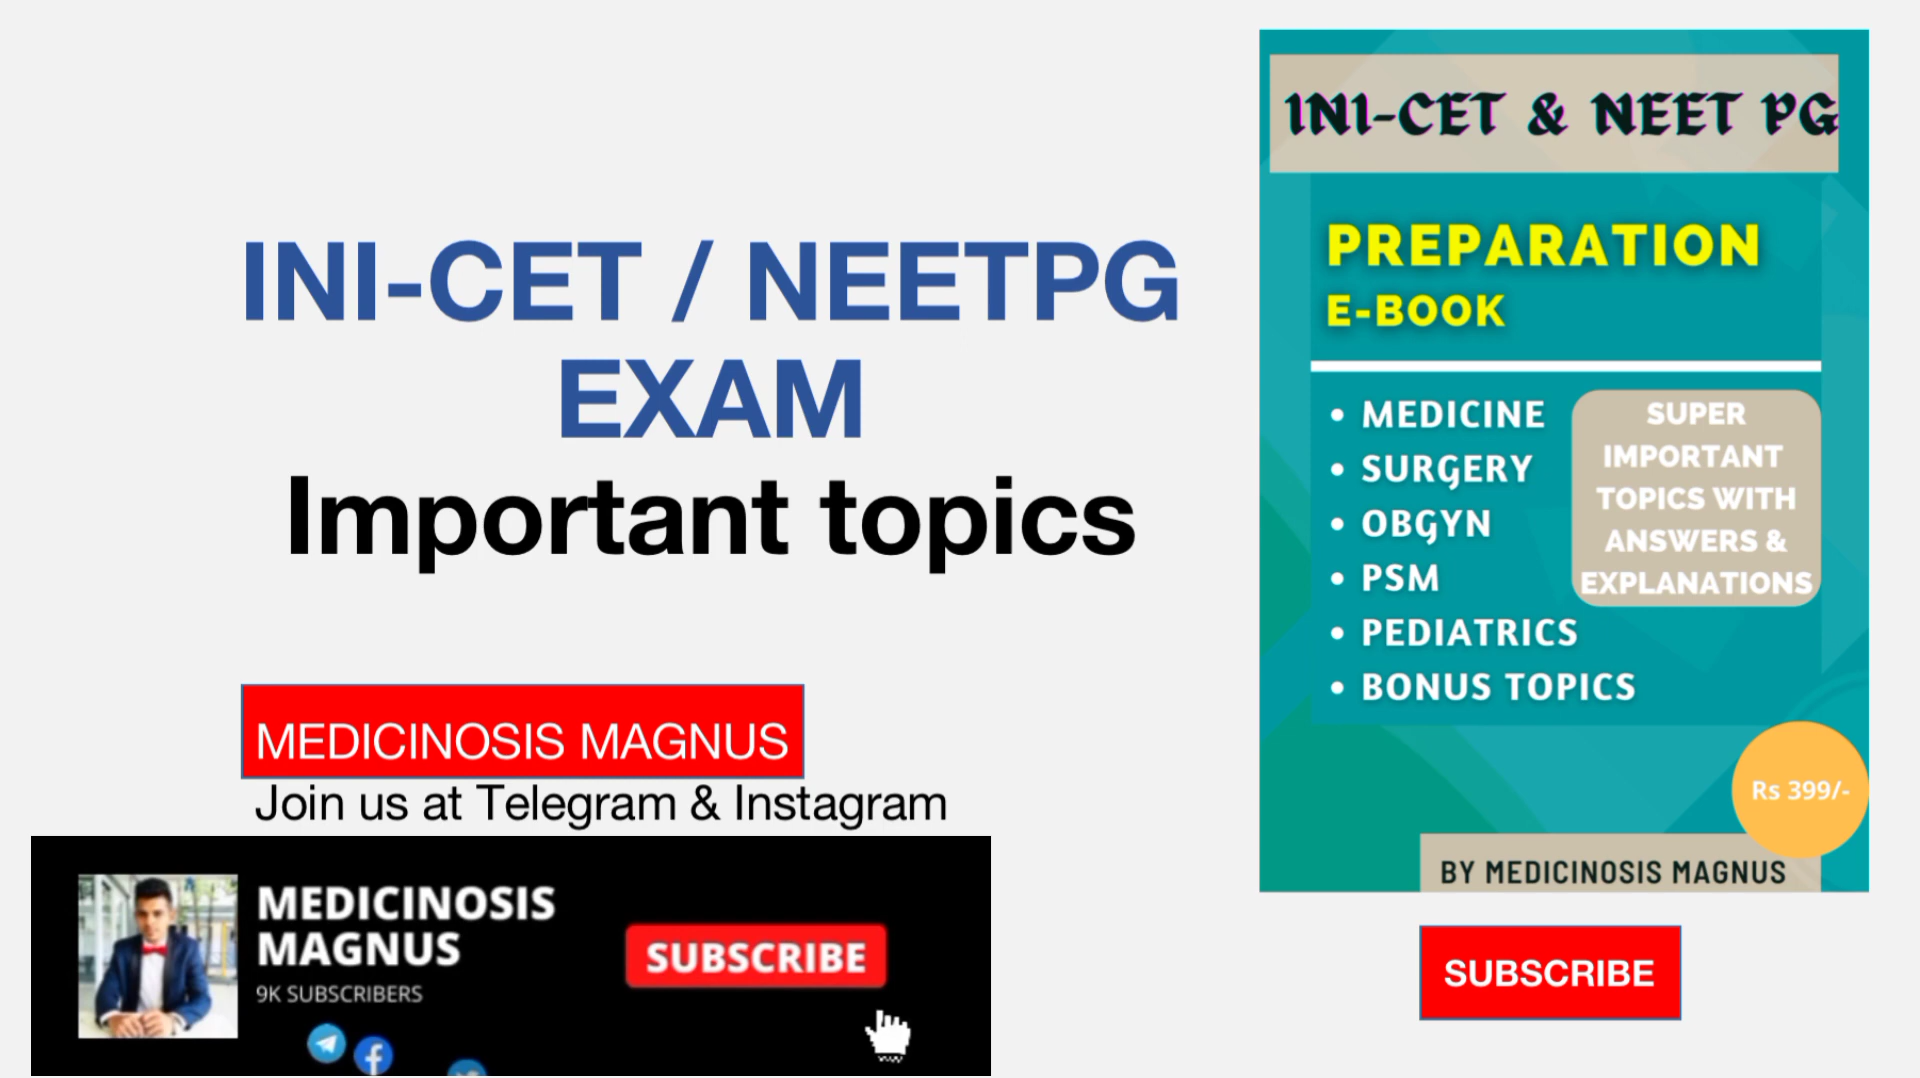 INI-CET / NEETPG
EXAM
Important topics
MEDICINOSIS MAGNUS
Join us at Telegram & Instagram
MEDICINOSIS
MAGNUS
9K SUBSCRIBERS
SUBSCRIBE
INI-CET & NEET PG
PREPARATION
E-BOOK
• MEDICINE
• SURGERY
• OBGYN
• PSM
• PEDIATRICS
• BONUS TOPICS
SUPER
IMPORTANT
TOPICS WITH
ANSWERS &
EXPLANATIONS
Rs 399/-
BY MEDICINOSIS MAGNUS
SUBSCRIBE